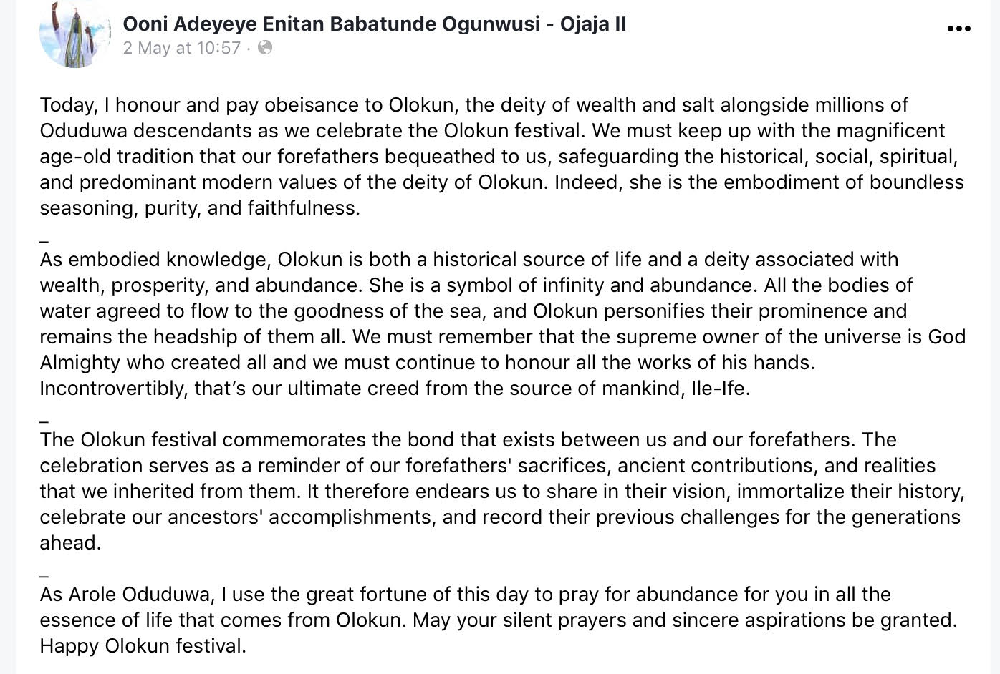 Ooni Adeyeye Enitan Babatunde Ogunwusi - Ojaja II
2 May at 10:57 ·
Today, I honour and pay obeisance to Olokun, the deity of wealth and salt alongside millions of
Oduduwa descendants as we celebrate the Olokun festival. We must keep up with the magnificent
age-old tradition that our forefathers bequeathed to us, safeguarding the historical, social, spiritual,
and predominant modern values of the deity of Olokun. Indeed, she is the embodiment of boundless
seasoning, purity, and faithfulness.
_
As embodied knowledge, Olokun is both a historical source of life and a deity associated with
wealth, prosperity, and abundance. She is a symbol of infinity and abundance. All the bodies of
water agreed to flow to the goodness of the sea, and Olokun personifies their prominence and
remains the headship of them all. We must remember that the supreme owner of the universe is God
Almighty who created all and we must continue to honour all the works of his hands.
Incontrovertibly, that’s our ultimate creed from the source of mankind, Ile-Ife.
_
The Olokun festival commemorates the bond that exists between us and our forefathers. The
celebration serves as a reminder of our forefathers' sacrifices, ancient contributions, and realities
that we inherited from them. It therefore endears us to share in their vision, immortalize their history,
celebrate our ancestors' accomplishments, and record their previous challenges for the generations
ahead.
_
As Arole Oduduwa, I use the great fortune of this day to pray for abundance for you in all the
essence of life that comes from Olokun. May your silent prayers and sincere aspirations be granted.
Happy Olokun festival.